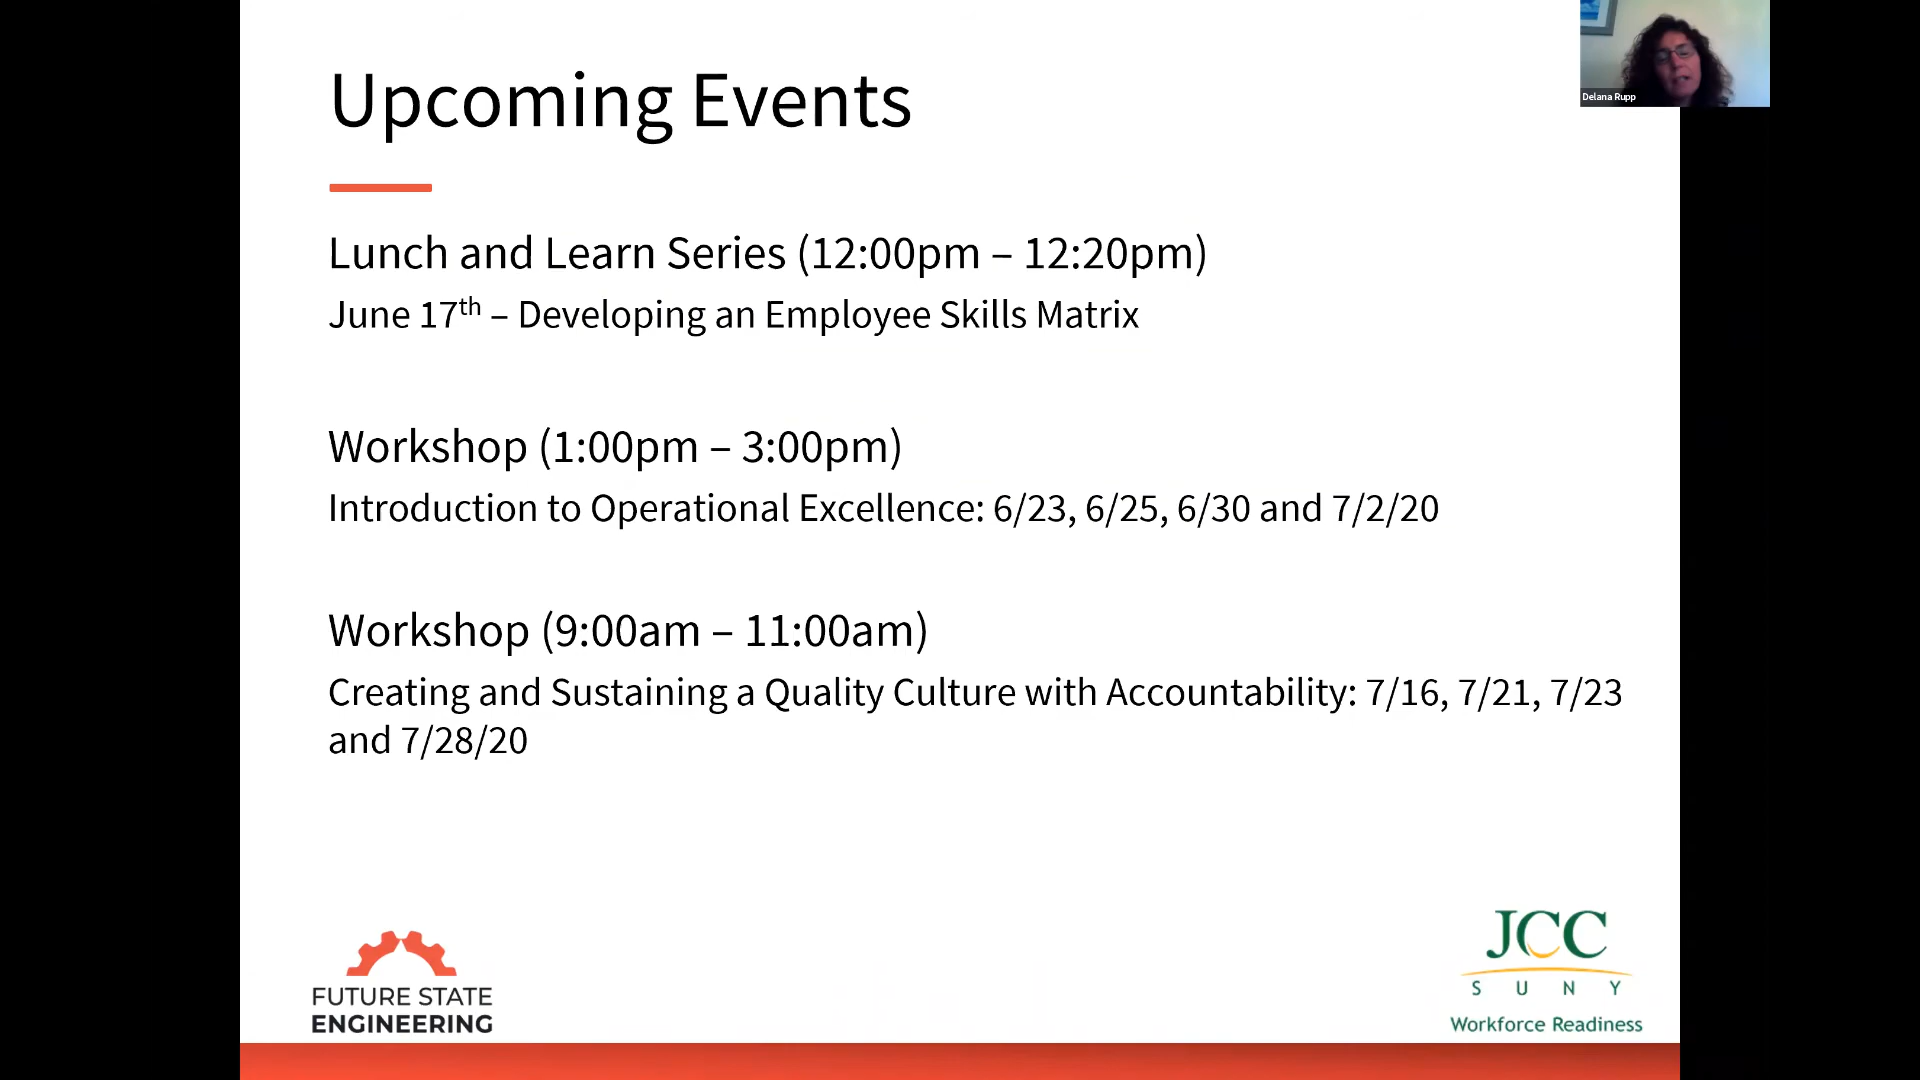 Upcoming Events
Delana Rupp
Lunch and Learn Series (12:00pm – 12:20pm)
June 17th – Developing an Employee Skills Matrix
Workshop (1:00pm – 3:00pm)
Introduction to Operational Excellence: 6/23, 6/25, 6/30 and 7/2/20
Workshop (9:00am – 11:00am)
Creating and Sustaining a Quality Culture with Accountability: 7/16, 7/21, 7/23
and 7/28/20
FUTURE STATE
ENGINEERING
JCC
SUNY
Workforce Readiness